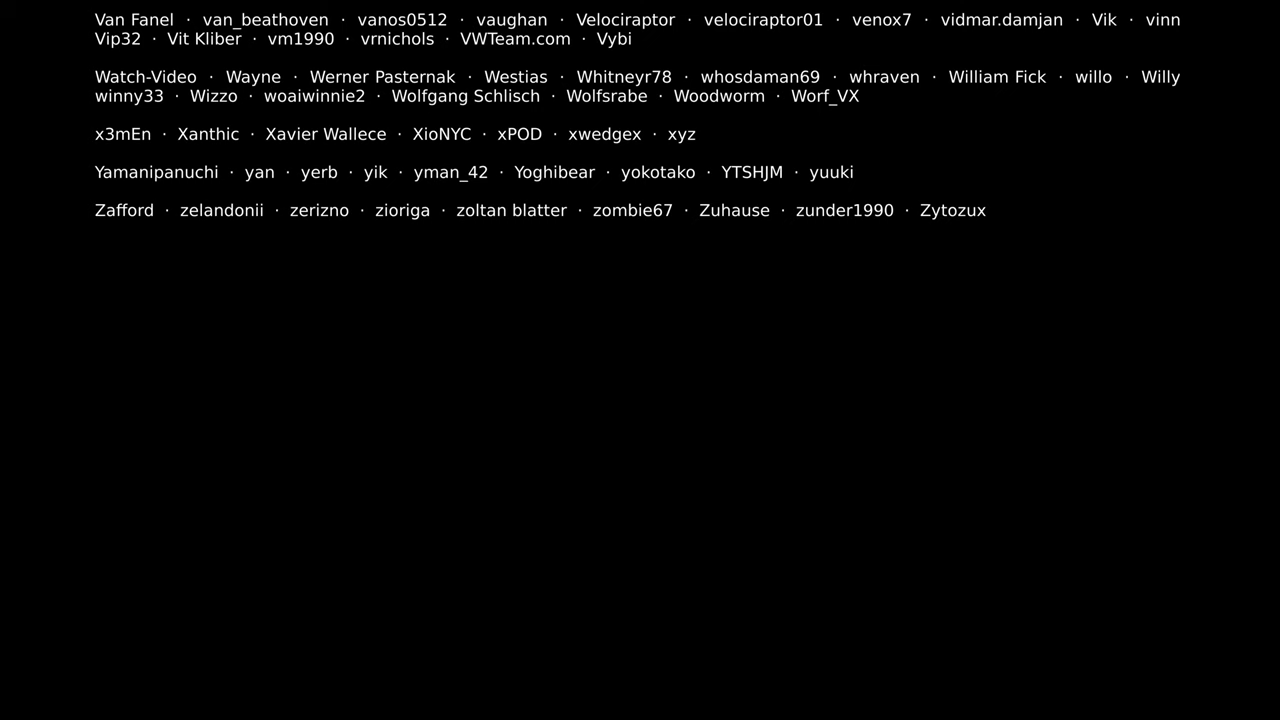 Van Fanel · van_beathoven · vanos0512 · vaughan · Velociraptor · velociraptor01 · venox7 · vidmar.damjan · Vik · vinn
Vip32 · Vit Kliber · vm1990 · vrnichols · VWTeam.com · Vybi
Watch-Video · Wayne · Werner Pasternak · Westias · Whitneyr78 · whosdaman69 · whraven · William Fick · willo · Willy
winny33 · Wizzo · woaiwinnie2 · Wolfgang Schlisch · Wolfsrabe · Woodworm · Worf_VX
x3mEn · Xanthic · Xavier Wallece · XioNYC · xPOD · xwedgex · xyz
Yamanipanuchi · yan · yerb · yik · yman_42 · Yoghibear · yokotako · YTSHJM · yuuki
Zafford · zelandonii · zerizno · zioriga · zoltan blatter · zombie67 · Zuhause · zunder1990 · Zytozux